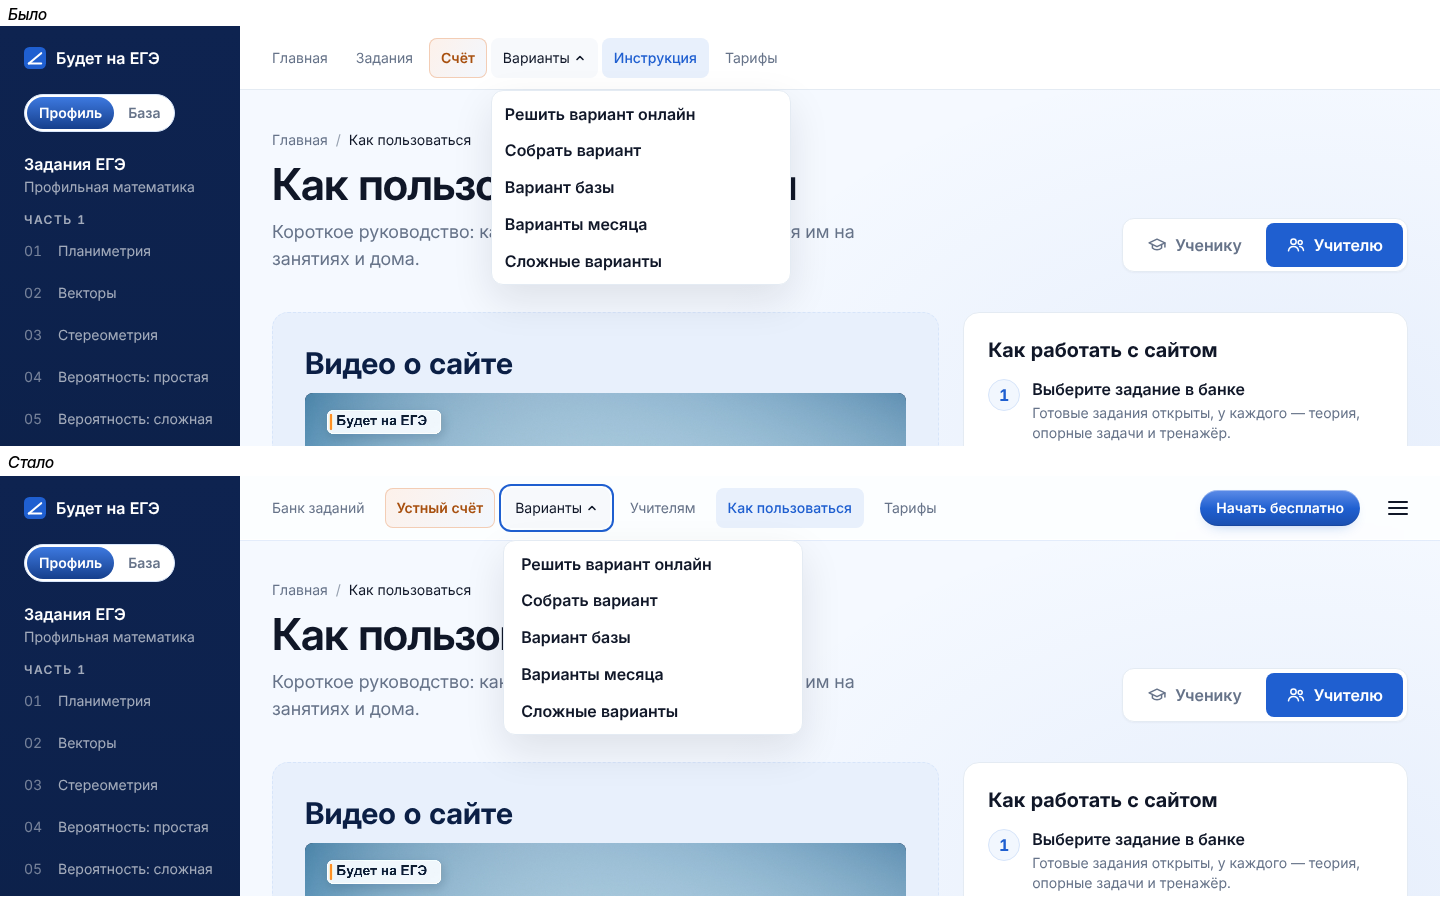 Было
Будет на ЕГЭ
Профиль База
Задания ЕГЭ
Профильная математика
ЧАСТЬ 1
01 Планиметрия
02 Векторы
03 Стереометрия
04 Вероятность: простая
05 Вероятность: сложная
Главная Задания Счёт Варианты Инструкция Тарифы
Решить вариант онлайн
Собрать вариант
Вариант базы
Варианты месяца
Сложные варианты
Главная / Как пользоваться
Как
Короткое руководство: им на
занятиях и дома.
Ученику Учителю
Видео о сайте
Будет на ЕГЭ
Как работать с сайтом
1 Выберите задание в банке
Готовые задания открыты, у каждого — теория,
опорные задачи и тренажёр.
Стало
Будет на ЕГЭ
Профиль База
Задания ЕГЭ
Профильная математика
ЧАСТЬ 1
01 Планиметрия
02 Векторы
03 Стереометрия
04 Вероятность: простая
05 Вероятность: сложная
Банк заданий Устный счёт Варианты Учителям Как пользоваться Тарифы Начать бесплатно
Решить вариант онлайн
Собрать вариант
Вариант базы
Варианты месяца
Сложные варианты
Главная / Как пользоваться
Как
Короткое руководство: им на
занятиях и дома.
Ученику Учителю
Видео о сайте
Будет на ЕГЭ
Как работать с сайтом
1 Выберите задание в банке
Готовые задания открыты, у каждого — теория,
опорные задачи и тренажёр.